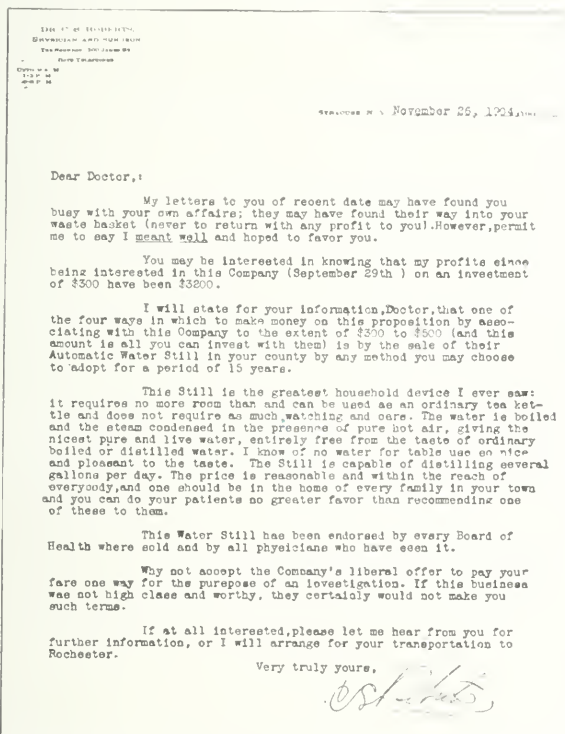 DR C B ROBERTS
PHYSICIAN AND SURGEON
BOTH TELEPHONES
1-3 P M
SYRACUSE N Y November 26, 1904,
Dear Doctor,:
My letters to you of recent date may have found you
busy with your own affairs; they may have found their way into your
waste basket (never to return with any profit to you).However,permit
me to say I meant well and hoped to favor you.
You may be interested in knowing that my profits since
being interested in this Company (September 29th ) on an investment
of $300 have been $3200.
I will state for your information,Doctor,that one of
the four ways in which to make money on this proposition by asso-
ciating with this Company to the extent of $300 to $500 (and this
amount is all you can invest with them) is by the sale of their
Automatic Water Still in your county by any method you may choose
to adopt for a period of 15 years.
This Still is the greatest household device I ever saw:
it requires no more room than and can be used as an ordinary tea ket-
tle and does not require as much watching and care. The water is boiled
and the steam condensed in the presence of pure hot air, giving the
nicest pure and live water, entirely free from the taste of ordinary
boiled or distilled water. I know of no water for table use so nice
and pleasant to the taste. The Still is capable of distilling several
gallons per day. The price is reasonable and within the reach of
everybody,and one should be in the home of every family in your town
and you can do your patients no greater favor than recommending one
of these to them.
This Water Still has been endorsed by every Board of
Health where sold and by all physicians who have seen it.
Why not accept the Company's liberal offer to pay your
fare one way for the purepose of an investigation. If this business
was not high class and worthy, they certainly would not make you
such terms.
If at all interested,please let me hear from you for
further information, or I will arrange for your transportation to
Rochester.
Very truly yours,